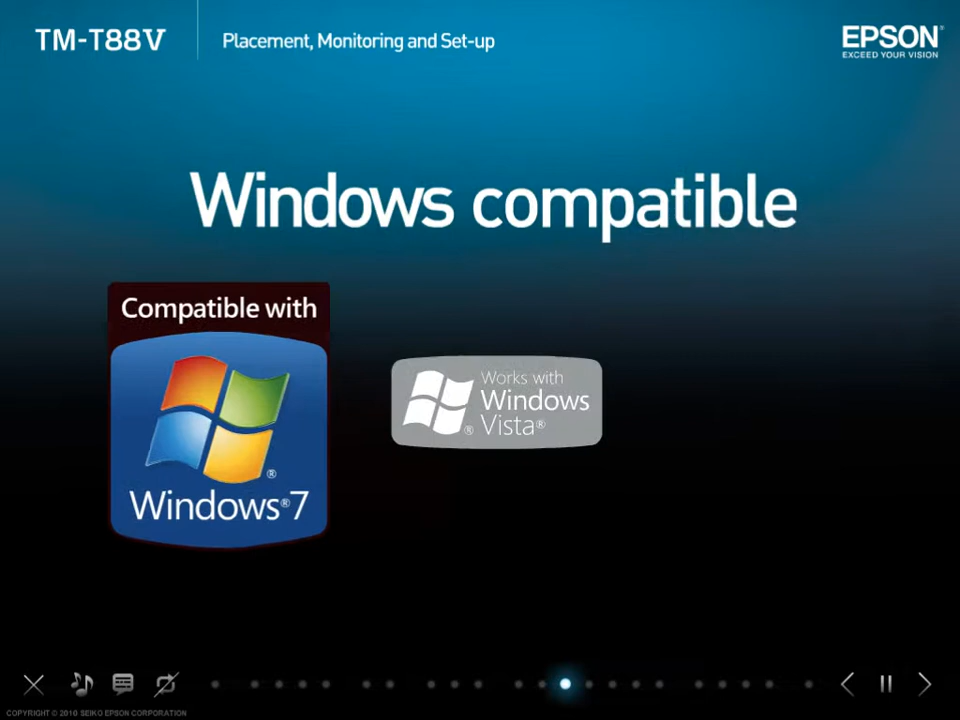 TM-T88V
Placement, Monitoring and Set-up
EPSON®
EXCEED YOUR VISION
Windows compatible
Compatible with
®
Windows®7
Works with
Windows
® Vista®
COPYRIGHT © 2010 SEIKO EPSON CORPORATION